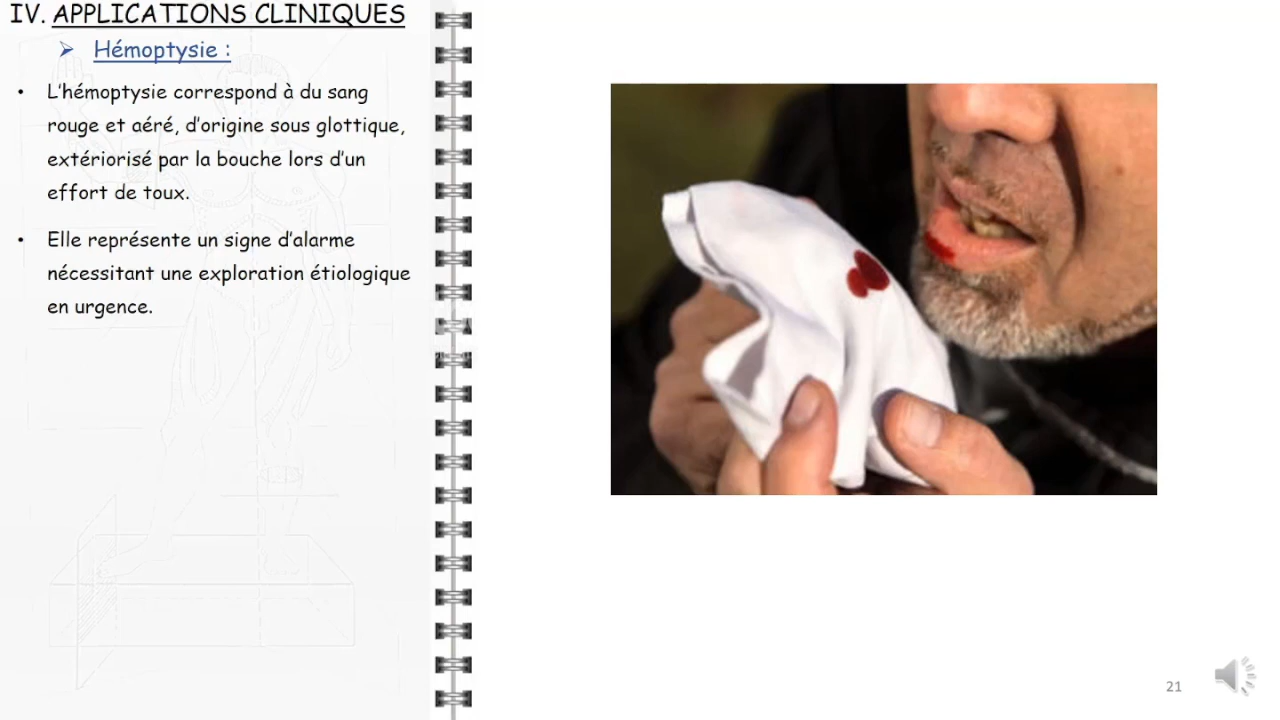 IV. APPLICATIONS CLINIQUES
➢ Hémoptysie :
• L'hémoptysie correspond à du sang
rouge et aéré, d'origine sous glottique,
extériorisé par la bouche lors d'un
effort de toux.
• Elle représente un signe d'alarme
nécessitant une exploration étiologique
en urgence.
21